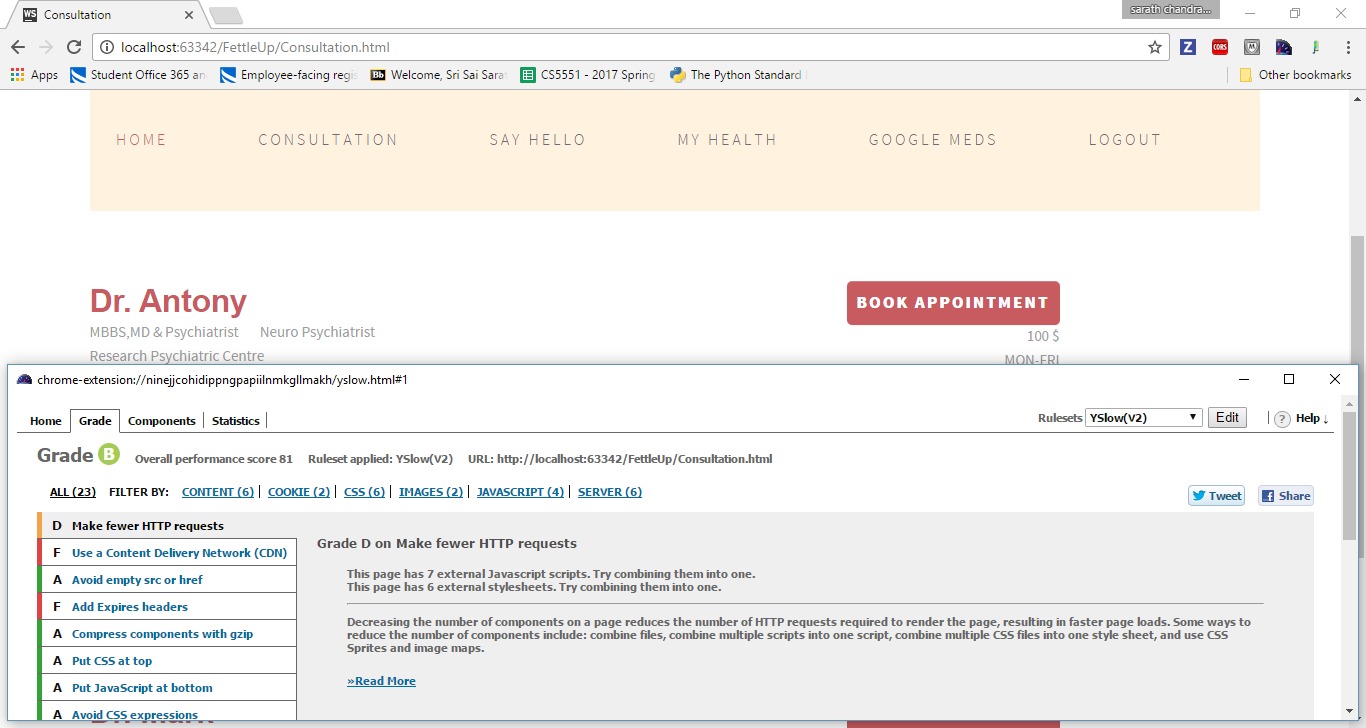 Consultation
sarath chandra...
localhost:63342/FettleUp/Consultation.html
Apps Student Office 365 an Employee-facing regis Bb Welcome, Sri Sai Sarat CS5551 - 2017 Spring The Python Standard Other bookmarks
HOME CONSULTATION SAY HELLO MY HEALTH GOOGLE MEDS LOGOUT
Dr. Antony
BOOK APPOINTMENT
MBBS,MD & Psychiatrist Neuro Psychiatrist
100 $
Research Psychiatric Centre
MON-FRI
chrome-extension://ninejjcohidippngpapiilnmkgllmakh/yslow.html#1
Home Grade Components Statistics Rulesets YSlow(V2) Edit ? Help ↓
Grade B Overall performance score 81 Ruleset applied: YSlow(V2) URL: http://localhost:63342/FettleUp/Consultation.html
ALL (23) FILTER BY: CONTENT (6) | COOKIE (2) | CSS (6) | IMAGES (2) | JAVASCRIPT (4) | SERVER (6)
Tweet Share
D Make fewer HTTP requests
F Use a Content Delivery Network (CDN)
A Avoid empty src or href
F Add Expires headers
A Compress components with gzip
A Put CSS at top
A Put JavaScript at bottom
A Avoid CSS expressions
Grade D on Make fewer HTTP requests
This page has 7 external Javascript scripts. Try combining them into one.
This page has 6 external stylesheets. Try combining them into one.
Decreasing the number of components on a page reduces the number of HTTP requests required to render the page, resulting in faster page loads. Some ways to
reduce the number of components include: combine files, combine multiple scripts into one script, combine multiple CSS files into one style sheet, and use CSS
Sprites and image maps.
»Read More